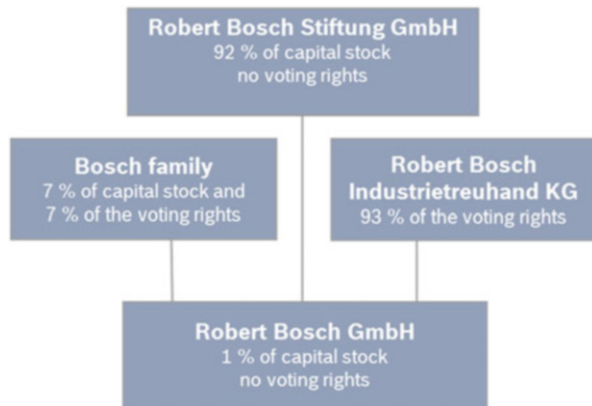 Robert Bosch Stiftung GmbH
92 % of capital stock
no voting rights
Bosch family
7 % of capital stock and
7 % of the voting rights
Robert Bosch
Industrietreuhand KG
93 % of the voting rights
Robert Bosch GmbH
1 % of capital stock
no voting rights